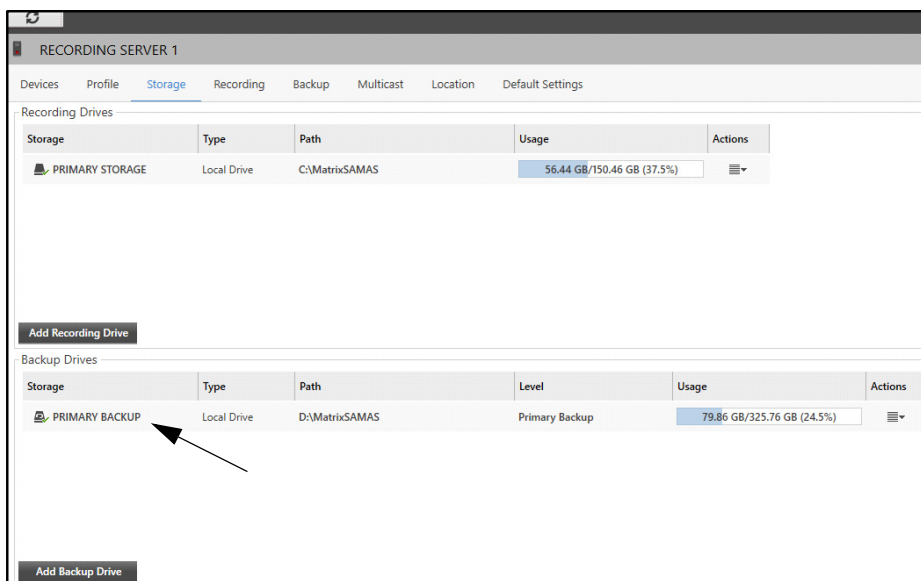 RECORDING SERVER 1
Devices Profile Storage Recording Backup Multicast Location Default Settings
Recording Drives
Storage Type Path Usage Actions
PRIMARY STORAGE Local Drive C:\MatrixSAMAS 56.44 GB/150.46 GB (37.5%)
Add Recording Drive
Backup Drives
Storage Type Path Level Usage Actions
PRIMARY BACKUP Local Drive D:\MatrixSAMAS Primary Backup 79.86 GB/325.76 GB (24.5%)
Add Backup Drive